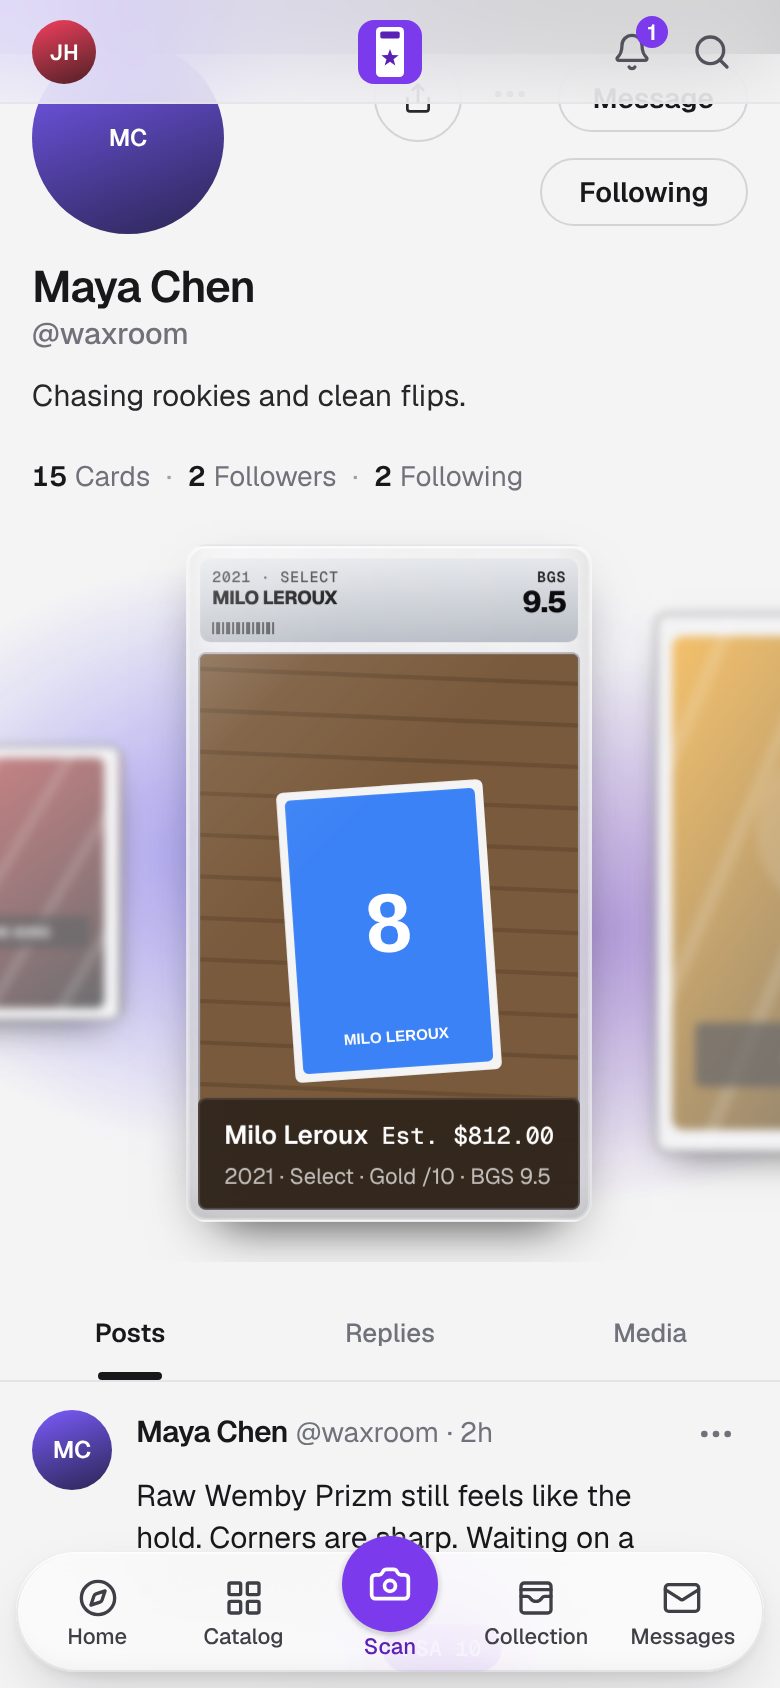 JH
1
MC
Message
Following
Maya Chen
@waxroom
Chasing rookies and clean flips.
15 Cards · 2 Followers · 2 Following
2021 · SELECT
BGS
MILO LEROUX
9.5
8
MILO LEROUX
Milo Leroux Est. $812.00
2021 · Select · Gold /10 · BGS 9.5
Posts Replies Media
MC
Maya Chen @waxroom · 2h
Raw Wemby Prizm still feels like the
hold. Corners are sharp. Waiting on a
Home Catalog Scan Collection Messages